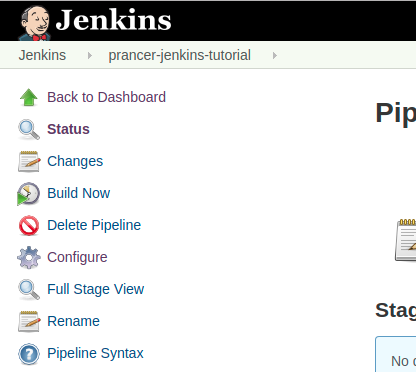 Jenkins
Jenkins prancer-jenkins-tutorial
Back to Dashboard
Status
Changes
Build Now
Delete Pipeline
Configure
Full Stage View
Rename
Pipeline Syntax
Pip
Stag
No